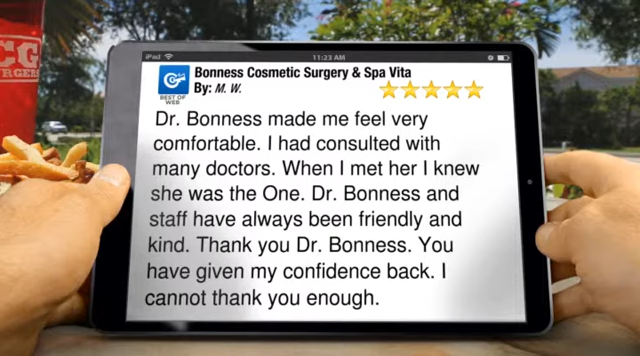 CG
iPad
11:23 AM
Bonness Cosmetic Surgery & Spa Vita
By: M. W.
BEST OF
WEB
Dr. Bonness made me feel very
comfortable. I had consulted with
many doctors. When I met her I knew
she was the One. Dr. Bonness and
staff have always been friendly and
kind. Thank you Dr. Bonness. You
have given my confidence back. I
cannot thank you enough.